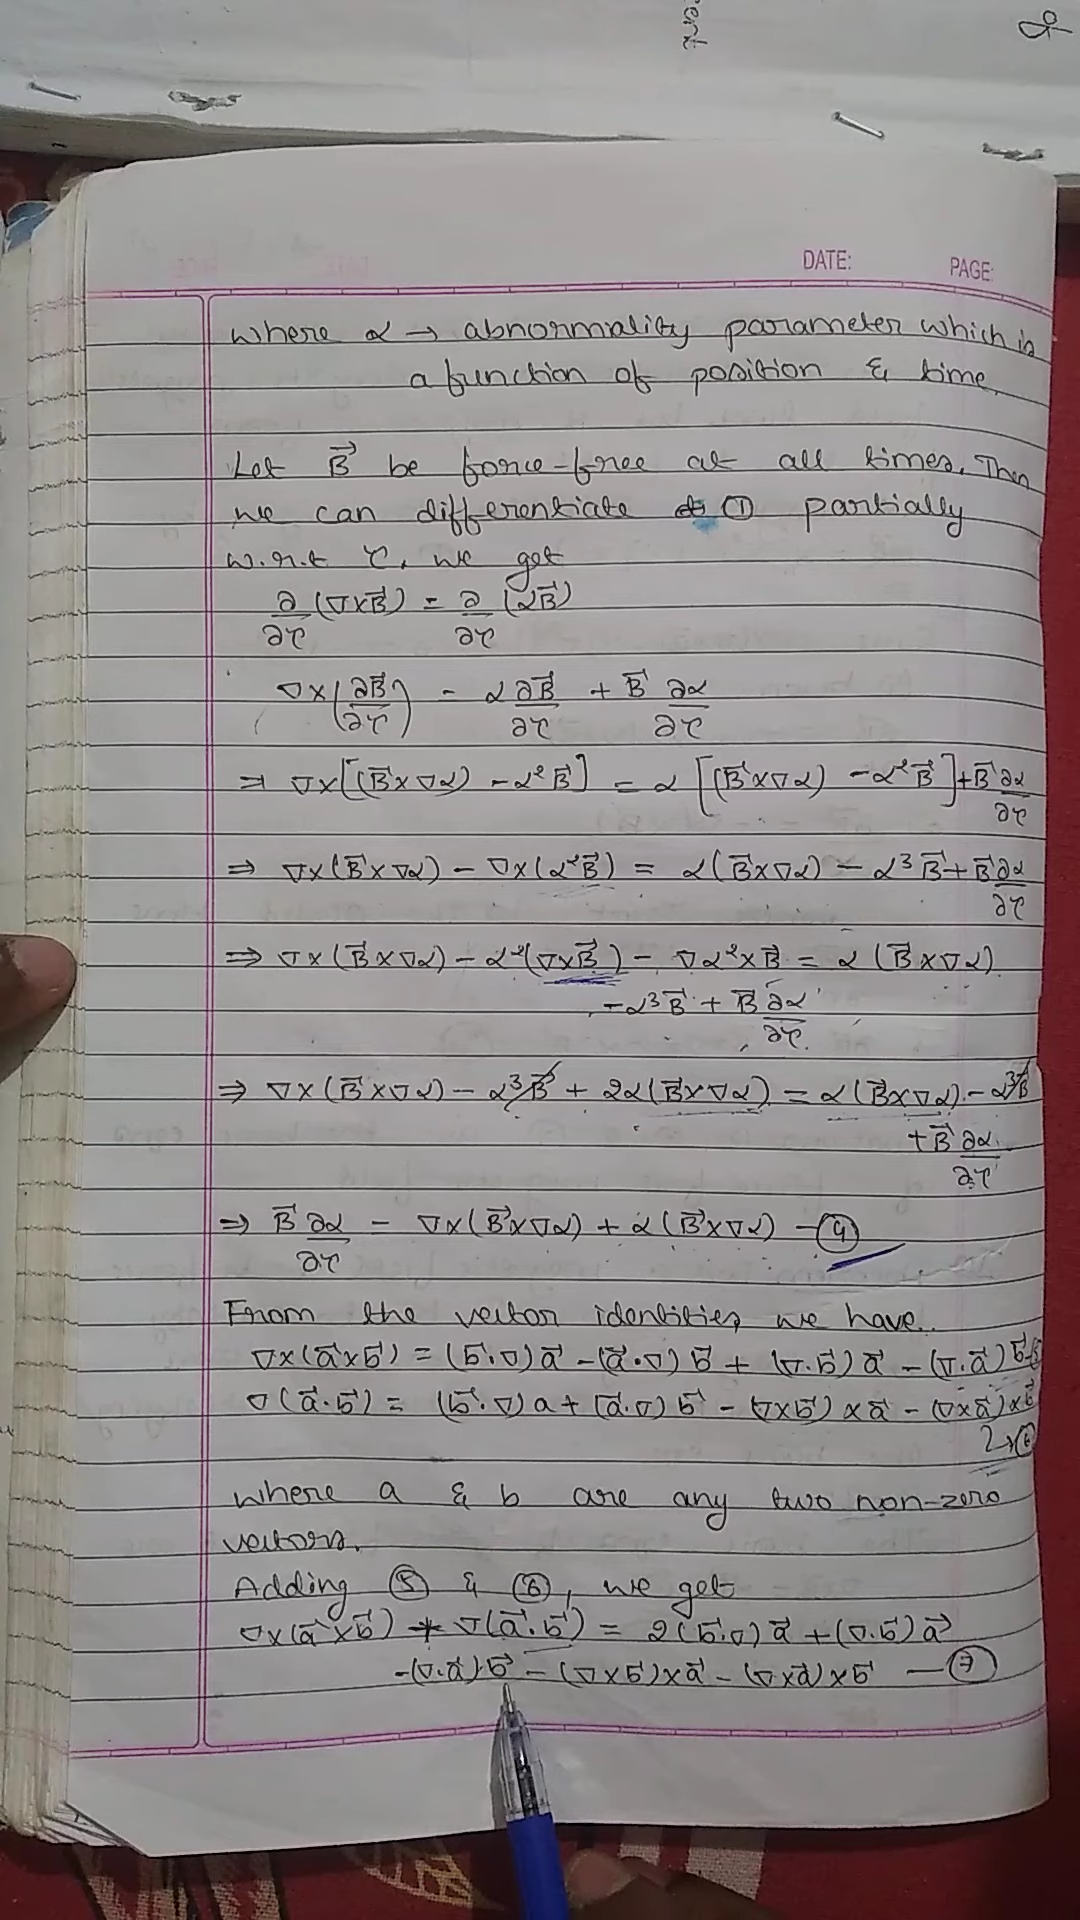 DATE: PAGE:
where α → abnormality parameter which is
a function of position & time.
Let B⃗ be force-free at all times. Then
we can differentiate ① partially
w.r.t τ, we get
∂/∂τ (∇×B⃗) = ∂/∂τ (αB⃗)
∇×(∂B⃗/∂τ) = α ∂B⃗/∂τ + B⃗ ∂α/∂τ
⇒ ∇×[(B⃗×∇α) - α²B⃗] = α[(B⃗×∇α) - α²B⃗] + B⃗ ∂α/∂τ
⇒ ∇×(B⃗×∇α) - ∇×(α²B⃗) = α(B⃗×∇α) - α³B⃗ + B⃗ ∂α/∂τ
⇒ ∇×(B⃗×∇α) - α²(∇×B⃗) - ∇α²×B⃗ = α(B⃗×∇α)
- α³B⃗ + B⃗ ∂α/∂τ
⇒ ∇×(B⃗×∇α) - α³B⃗ + 2α(B⃗×∇α) = α(B⃗×∇α) - α³B⃗
+ B⃗ ∂α/∂τ
⇒ B⃗ ∂α/∂τ = ∇×(B⃗×∇α) + α(B⃗×∇α) — ④
From the vector identities, we have
∇×(a⃗×b⃗) = (b⃗·∇)a⃗ - (a⃗·∇)b⃗ + (∇·b⃗)a⃗ - (∇·a⃗)b⃗
∇(a⃗·b⃗) = (b⃗·∇)a + (a⃗·∇)b⃗ - (∇×b⃗)×a⃗ - (∇×a⃗)×b⃗
⑥
where a & b are any two non-zero
vectors.
Adding ⑤ & ⑥, we get
∇×(a⃗×b⃗) + ∇(a⃗·b⃗) = 2(b⃗·∇)a⃗ + (∇·b⃗)a⃗
- (∇·a⃗)·b⃗ - (∇×b⃗)×a⃗ - (∇×a⃗)×b⃗ — ⑦